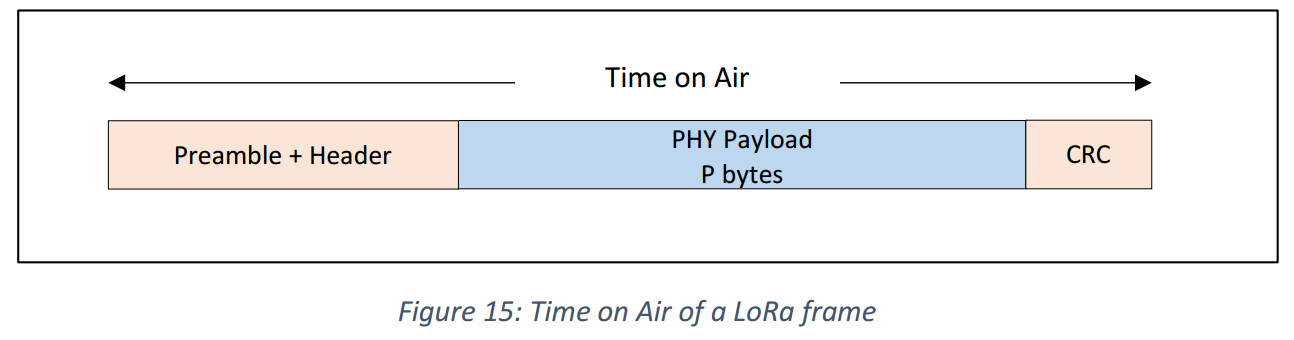 Time on Air
Preamble + Header
PHY Payload
P bytes
CRC
Figure 15: Time on Air of a LoRa frame